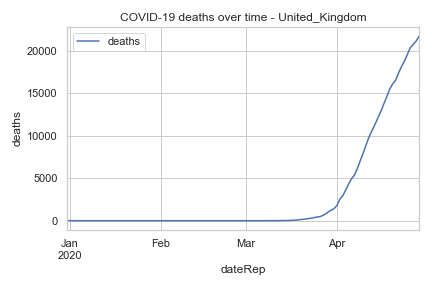 COVID-19 deaths over time - United_Kingdom
deaths
20000
15000
10000
5000
0
deaths
Jan
2020
Feb
Mar
Apr
dateRep